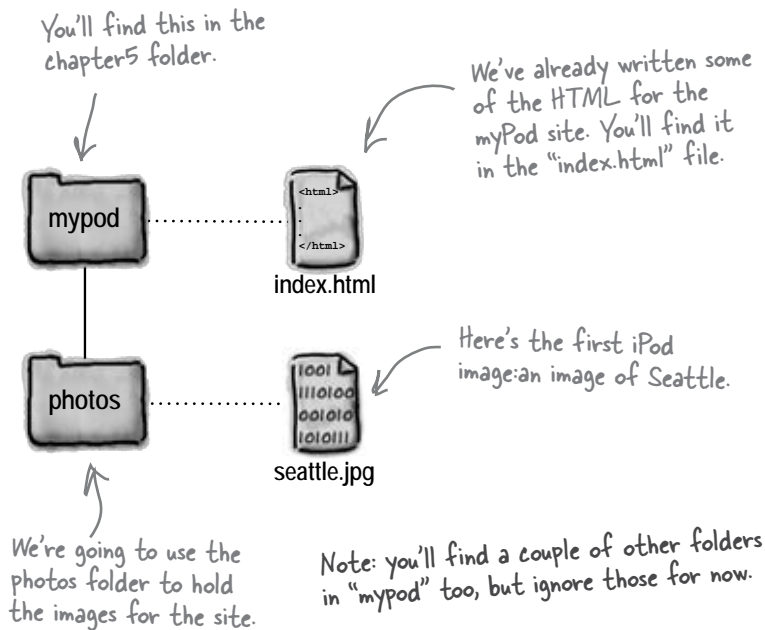 You'll find this in the
chapter5 folder.
We've already written some
of the HTML for the
myPod site. You'll find it
in the “index.html” file.
mypod
<html>
.
.
.
</html>
index.html
Here's the first iPod
image:an image of Seattle.
photos
1001
1110100
001010
1010111
seattle.jpg
We're going to use the
photos folder to hold
the images for the site.
Note: you'll find a couple of other folders
in “mypod” too, but ignore those for now.